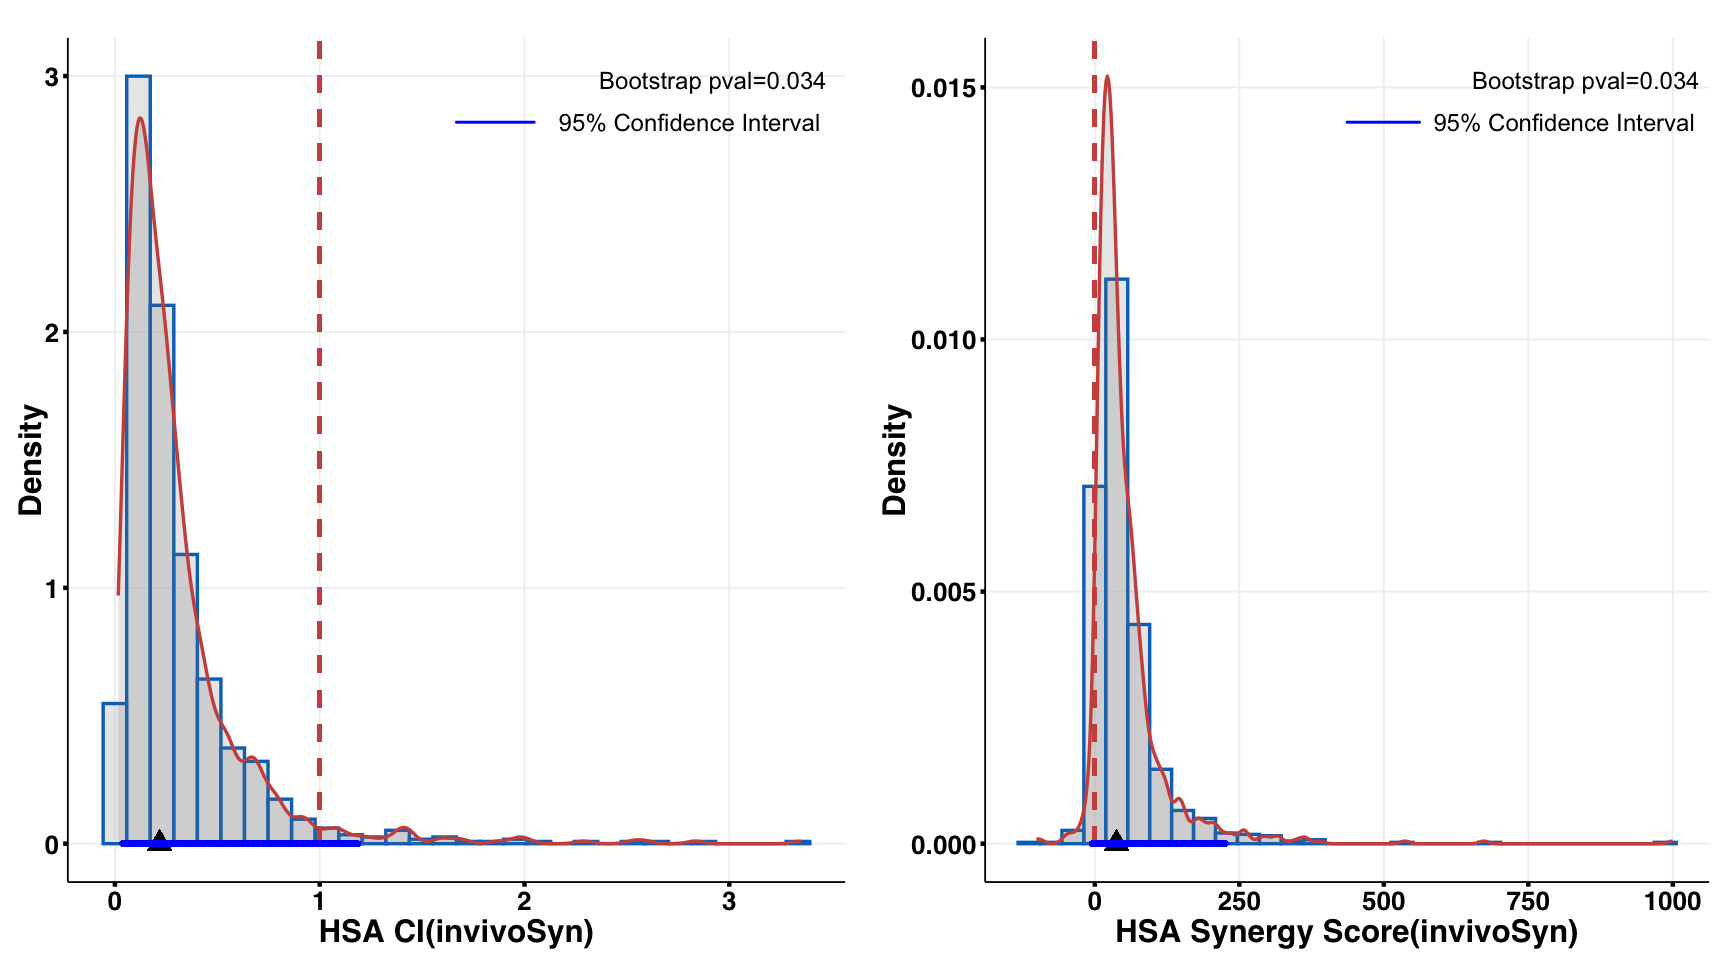 Bootstrap pval=0.034
95% Confidence Interval
3
2
1
0
Density
0
1
2
3
HSA CI(invivoSyn)
Bootstrap pval=0.034
95% Confidence Interval
0.015
0.010
0.005
0.000
Density
0
250
500
750
1000
HSA Synergy Score(invivoSyn)